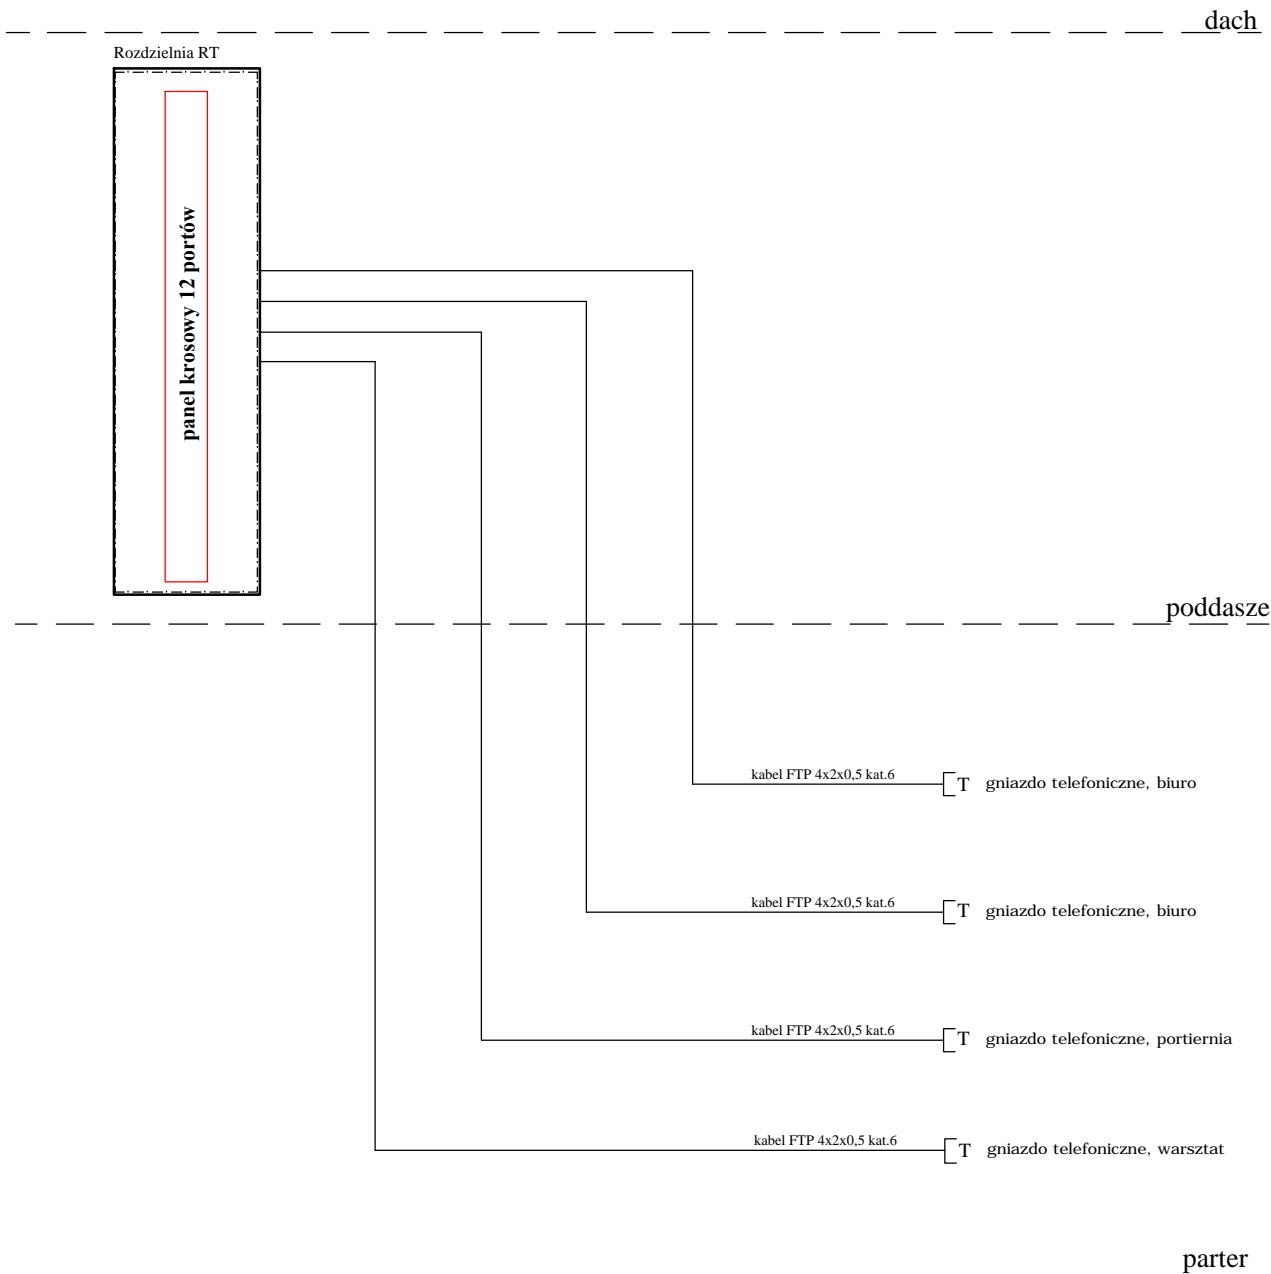 dach
Rozdzielnia RT
panel krosowy 12 portów
poddasze
kabel FTP 4x2x0,5 kat.6
T gniazdo telefoniczne, biuro
kabel FTP 4x2x0,5 kat.6
T gniazdo telefoniczne, biuro
kabel FTP 4x2x0,5 kat.6
T gniazdo telefoniczne, portiernia
kabel FTP 4x2x0,5 kat.6
T gniazdo telefoniczne, warsztat
parter